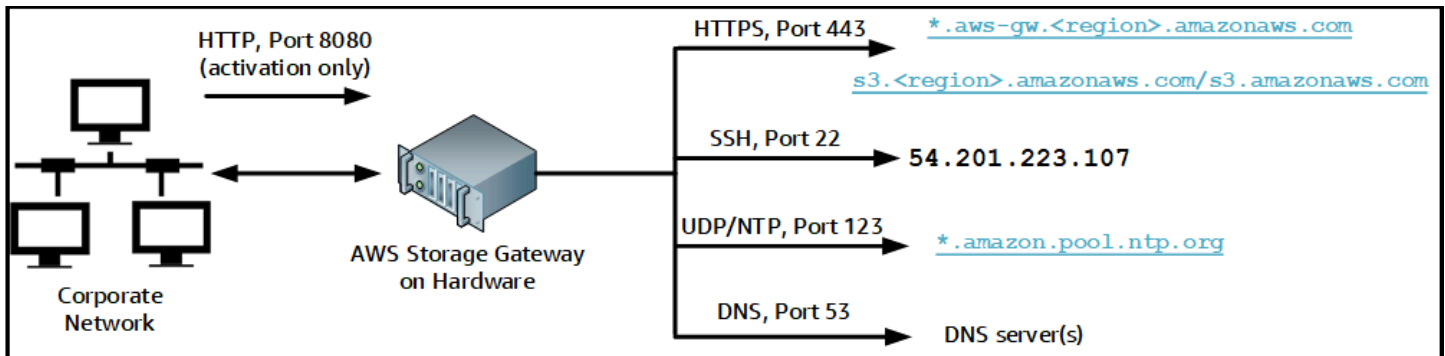 HTTP, Port 8080
(activation only)
Corporate
Network
AWS Storage Gateway
on Hardware
HTTPS, Port 443
*.aws-gw.<region>.amazonaws.com
s3.<region>.amazonaws.com/s3.amazonaws.com
SSH, Port 22
54.201.223.107
UDP/NTP, Port 123
*.amazon.pool.ntp.org
DNS, Port 53
DNS server(s)